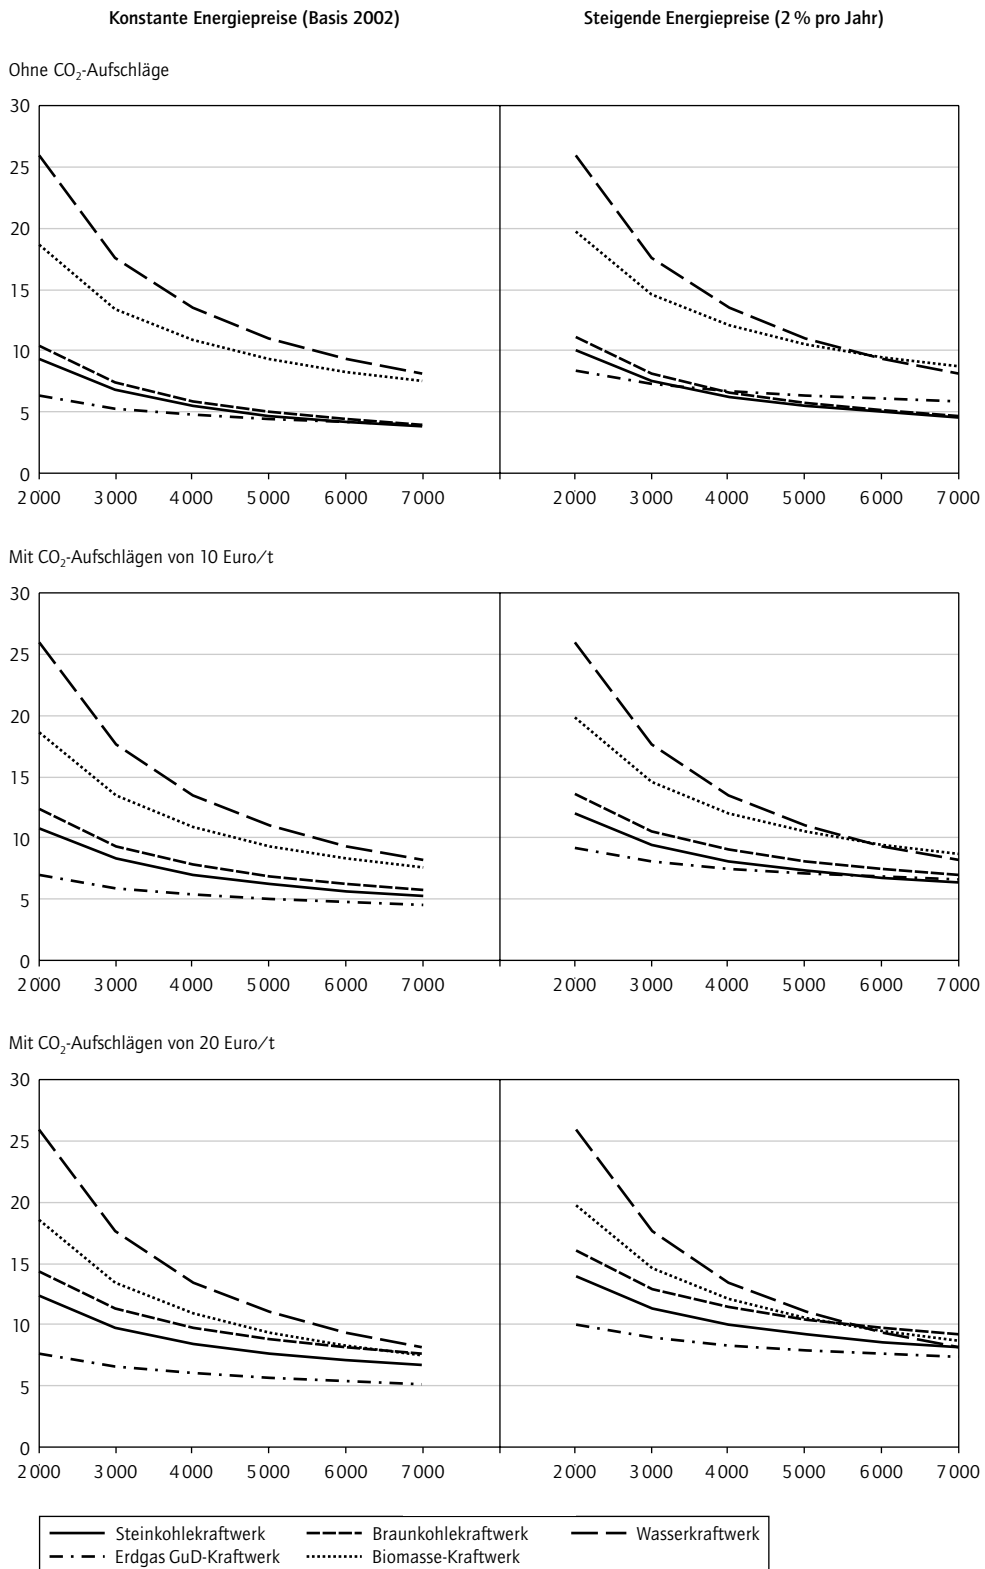 Konstante Energiepreise (Basis 2002)
Steigende Energiepreise (2 % pro Jahr)
Ohne CO₂-Aufschläge
30
25
20
15
10
5
0
2 000 3 000 4 000 5 000 6 000 7 000
2 000 3 000 4 000 5 000 6 000 7 000
Mit CO₂-Aufschlägen von 10 Euro/t
30
25
20
15
10
5
0
2 000 3 000 4 000 5 000 6 000 7 000
2 000 3 000 4 000 5 000 6 000 7 000
Mit CO₂-Aufschlägen von 20 Euro/t
30
25
20
15
10
5
0
2 000 3 000 4 000 5 000 6 000 7 000
2 000 3 000 4 000 5 000 6 000 7 000
Steinkohlekraftwerk Braunkohlekraftwerk Wasserkraftwerk
Erdgas GuD-Kraftwerk Biomasse-Kraftwerk